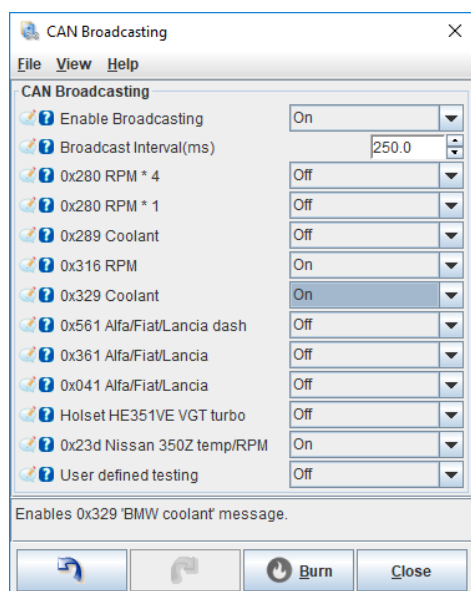 CAN Broadcasting
File View Help
CAN Broadcasting
Enable Broadcasting On
Broadcast Interval(ms) 250.0
0x280 RPM * 4 Off
0x280 RPM * 1 Off
0x289 Coolant Off
0x316 RPM On
0x329 Coolant On
0x561 Alfa/Fiat/Lancia dash Off
0x361 Alfa/Fiat/Lancia Off
0x041 Alfa/Fiat/Lancia Off
Holset HE351VE VGT turbo Off
0x23d Nissan 350Z temp/RPM On
User defined testing Off
Enables 0x329 'BMW coolant' message.
Burn Close